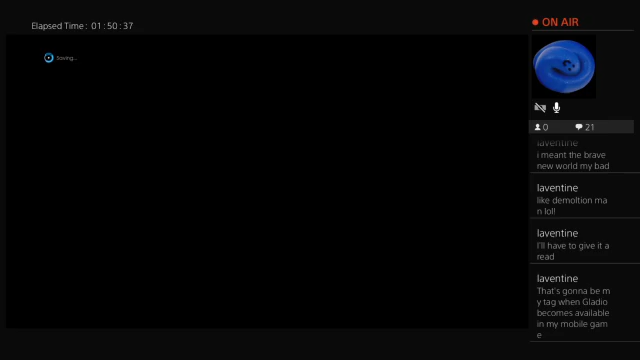 Elapsed Time : 01 : 50 : 37
ON AIR
Saving...
0
21
laventine
i meant the brave
new world my bad
laventine
like demoltion ma
n lol!
laventine
I'll have to give it a
read
laventine
That's gonna be m
y tag when Gladio
becomes available
in my mobile gam
e